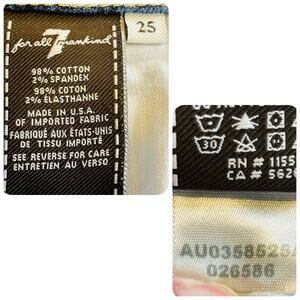 for all 7 mankind
25
98% COTTON
2% SPANDEX
98% COTON
2% ÉLASTHANNE
MADE IN U.S.A.
OF IMPORTED FABRIC
FABRIQUÉ AUX ÉTATS-UNIS
DE TISSU IMPORTÉ
SEE REVERSE FOR CARE
ENTRETIEN AU VERSO
30
RN # 1155
CA # 562
AU0358525
026586